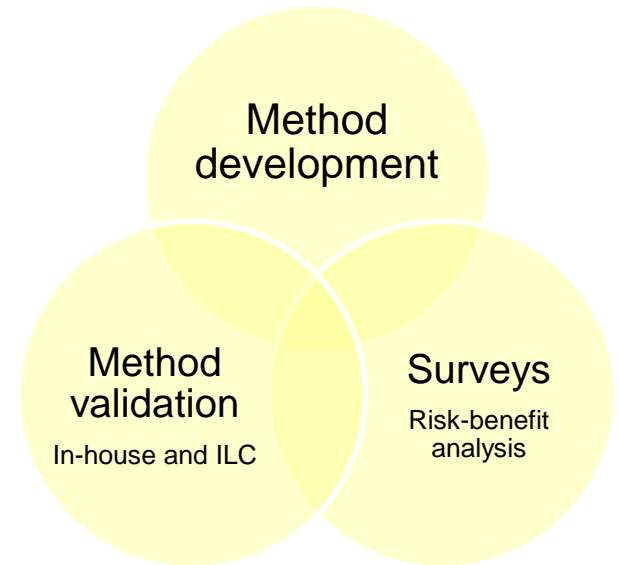 Method
development
Method
validation
In-house and ILC
Surveys
Risk-benefit
analysis